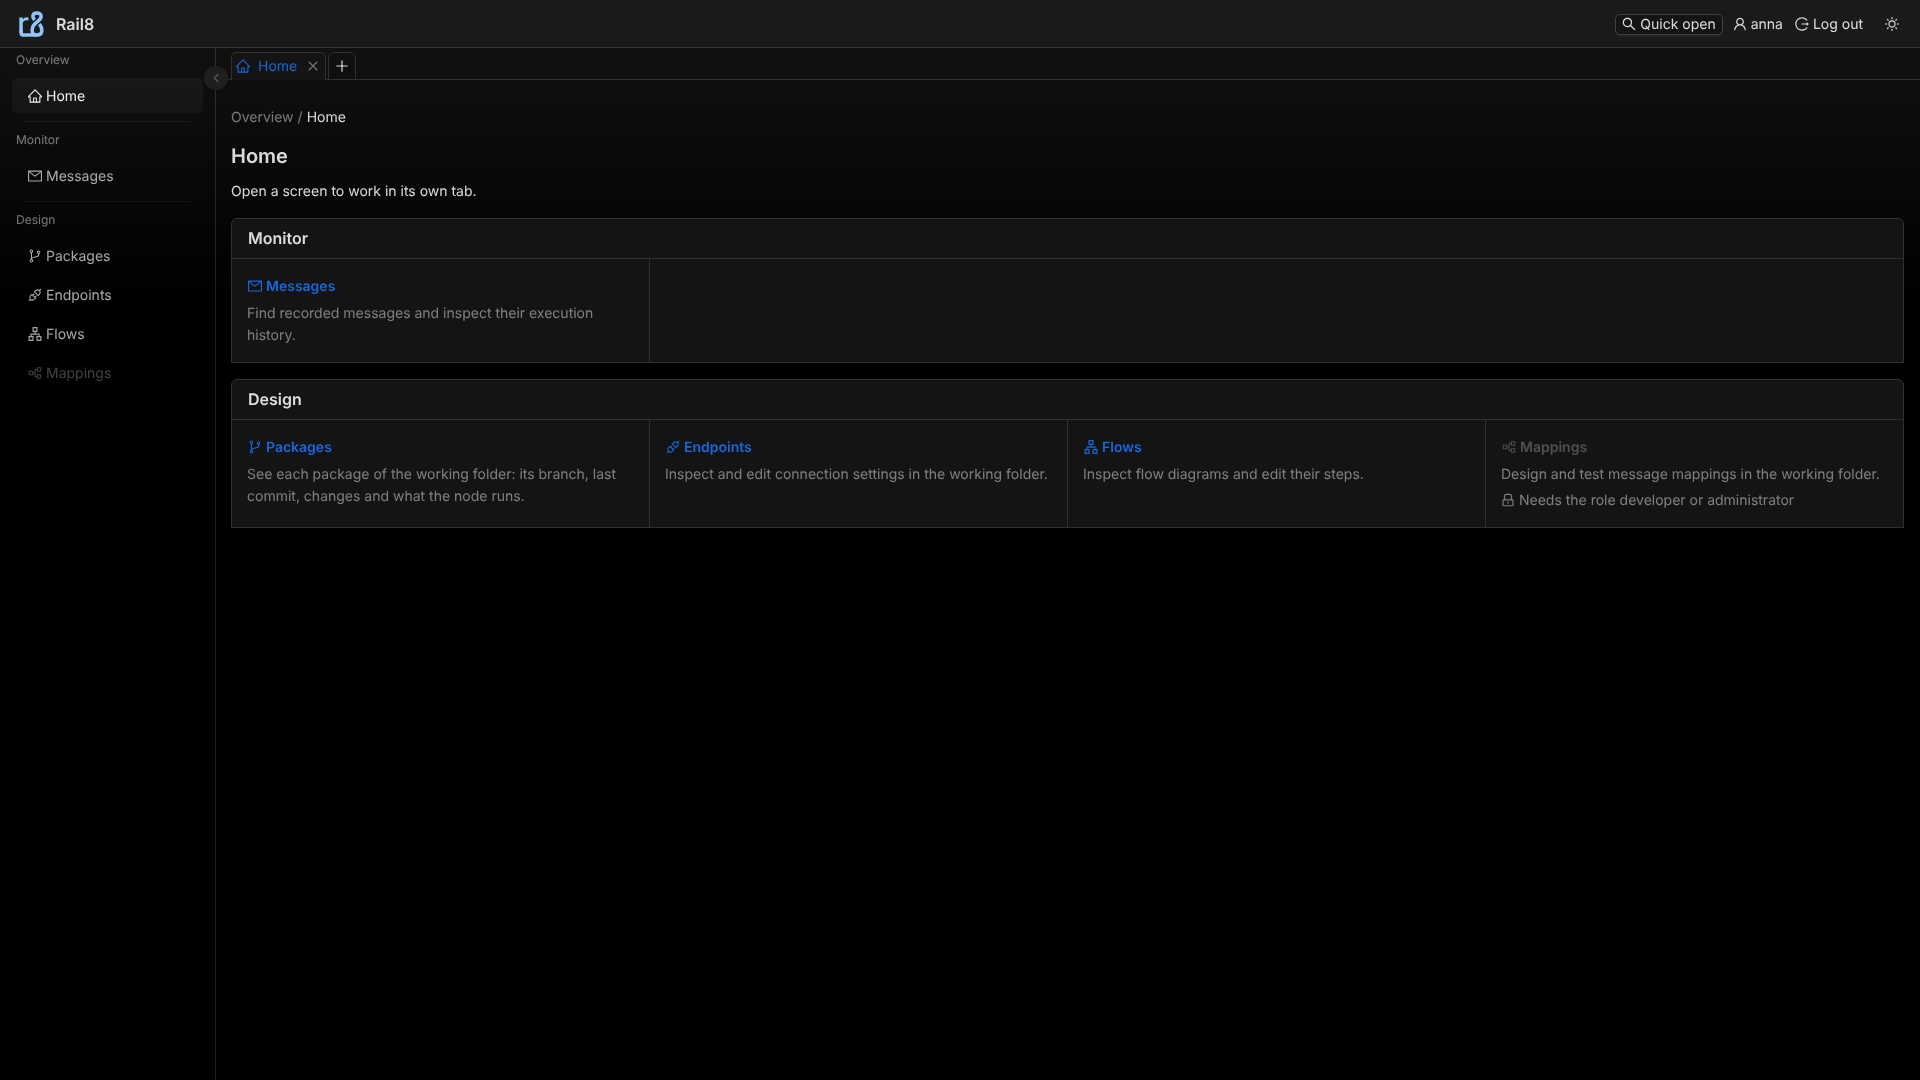 r8 Rail8
Quick open
anna
Log out
Overview
Home
Monitor
Messages
Design
Packages
Endpoints
Flows
Mappings
Home
Overview / Home
Home
Open a screen to work in its own tab.
Monitor
Messages
Find recorded messages and inspect their execution
history.
Design
Packages
See each package of the working folder: its branch, last
commit, changes and what the node runs.
Endpoints
Inspect and edit connection settings in the working folder.
Flows
Inspect flow diagrams and edit their steps.
Mappings
Design and test message mappings in the working folder.
Needs the role developer or administrator